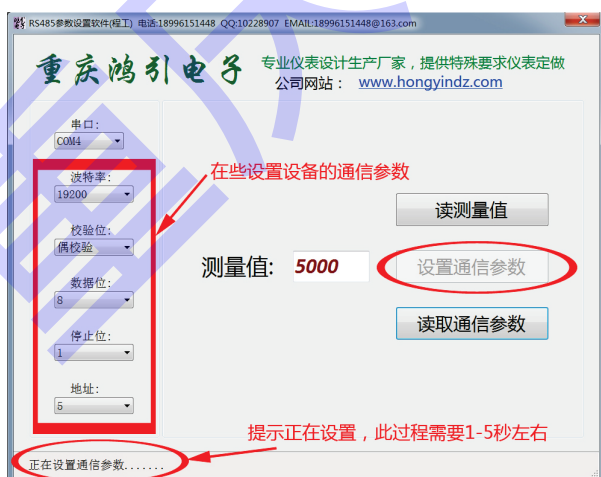 RS485参数设置软件(程工) 电话:18996151448 QQ:10228907 EMAIL:18996151448@163.com
重庆鸿引电子
专业仪表设计生产厂家，提供特殊要求仪表定做
公司网站： www.hongyindz.com
串口:
COM4
波特率:
19200
校验位:
偶校验
数据位:
8
停止位:
1
地址:
5
在些设置设备的通信参数
读测量值
测量值: 5000
设置通信参数
读取通信参数
提示正在设置，此过程需要1-5秒左右
正在设置通信参数.......